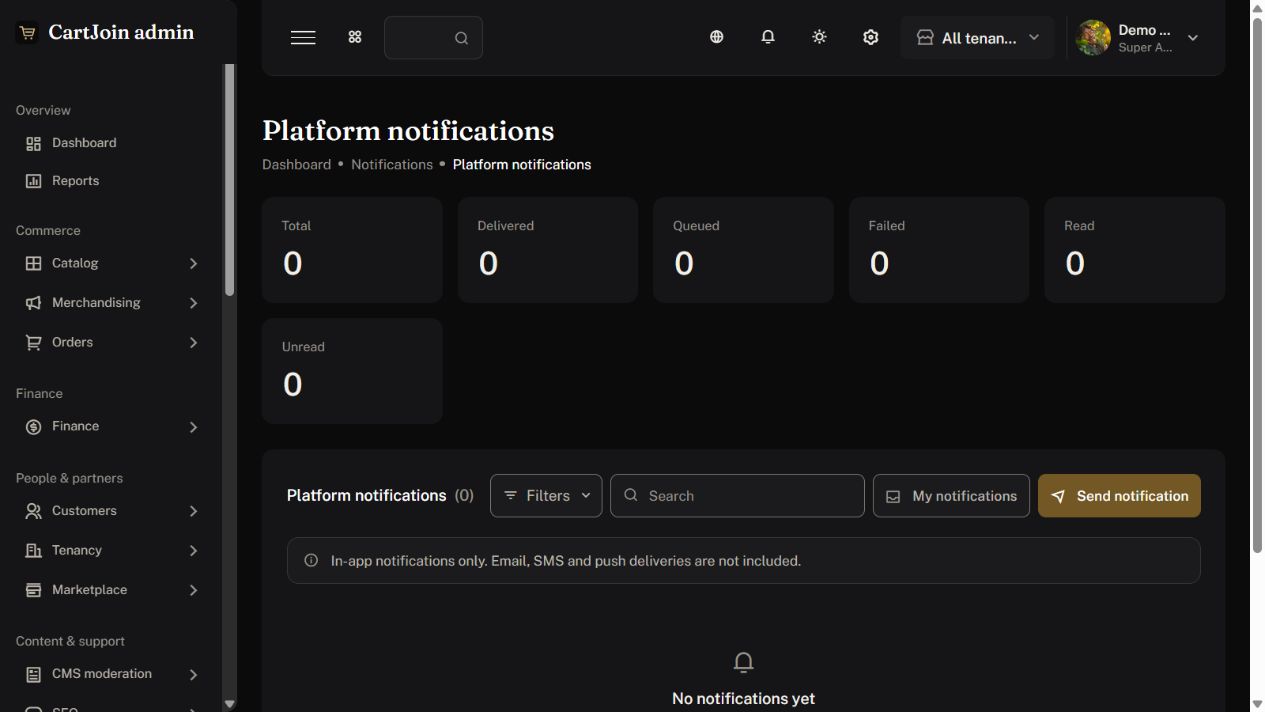 CartJoin admin
All tenan...
Demo ...
Super A...
Overview
Dashboard
Reports
Commerce
Catalog
Merchandising
Orders
Finance
Finance
People & partners
Customers
Tenancy
Marketplace
Content & support
CMS moderation
SEO
Platform notifications
Dashboard • Notifications • Platform notifications
Total
0
Delivered
0
Queued
0
Failed
0
Read
0
Unread
0
Platform notifications (0)
Filters
Search
My notifications
Send notification
In-app notifications only. Email, SMS and push deliveries are not included.
No notifications yet